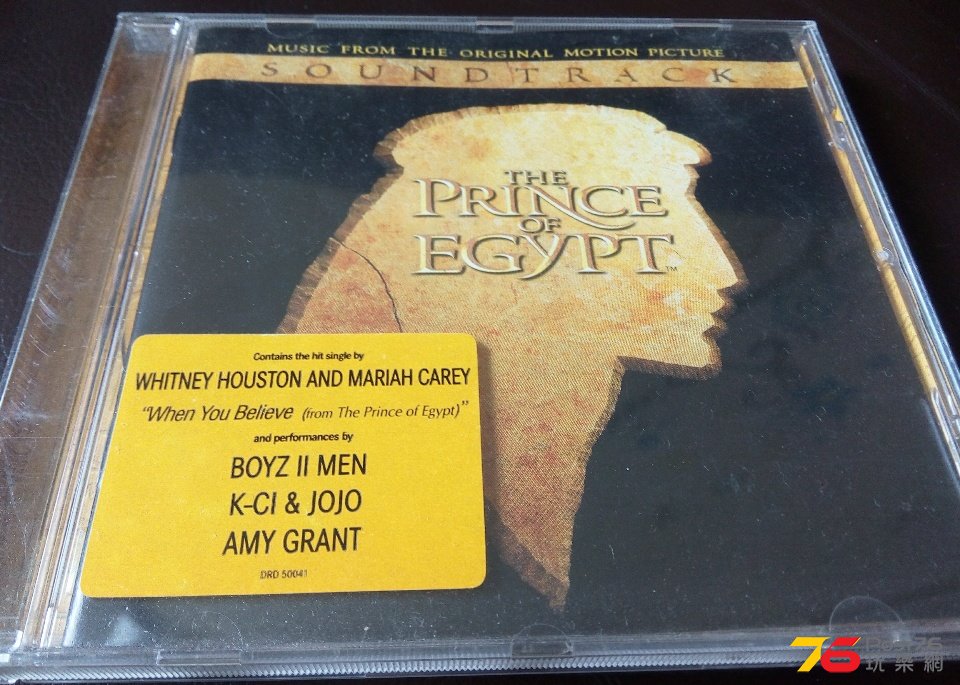 MUSIC FROM THE ORIGINAL MOTION PICTURE
SOUNDTRACK
THE
PRINCE
OF
EGYPT™
Contains the hit single by
WHITNEY HOUSTON AND MARIAH CAREY
"When You Believe (from The Prince of Egypt)"
and performances by
BOYZ II MEN
K-CI & JOJO
AMY GRANT
DRD 50041
76
玩樂網